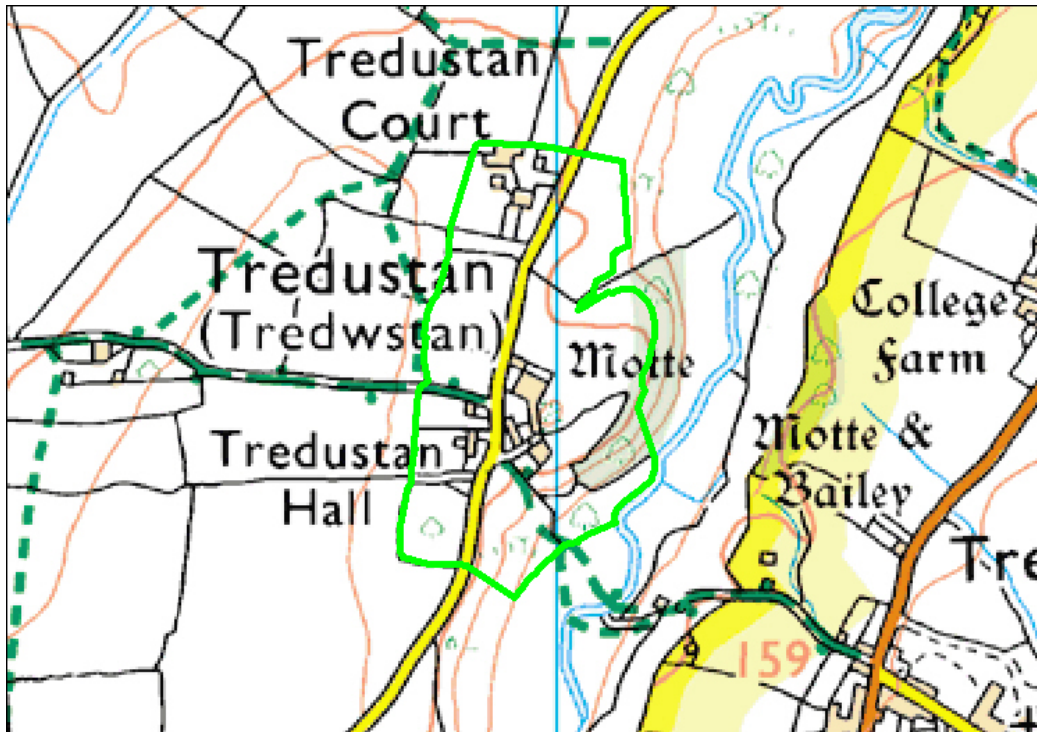 Tredustan
Court
Tredustan
(Tredwstan)
Motte
College
Farm
Tredustan
Hall
Motte &
Bailey
Tre
159